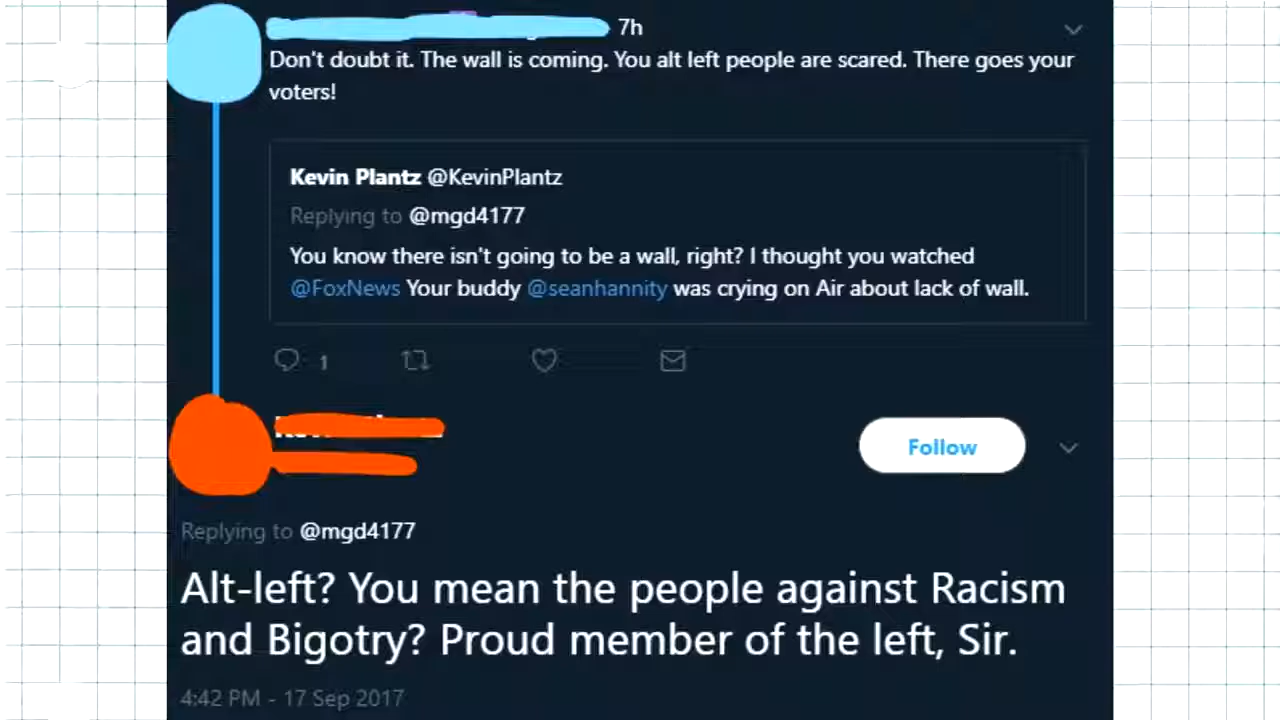 7h
Don't doubt it. The wall is coming. You alt left people are scared. There goes your
voters!
Kevin Plantz @KevinPlantz
Replying to @mgd4177
You know there isn't going to be a wall, right? I thought you watched
@FoxNews Your buddy @seanhannity was crying on Air about lack of wall.
1
Follow
Replying to @mgd4177
Alt-left? You mean the people against Racism
and Bigotry? Proud member of the left, Sir.
4:42 PM - 17 Sep 2017